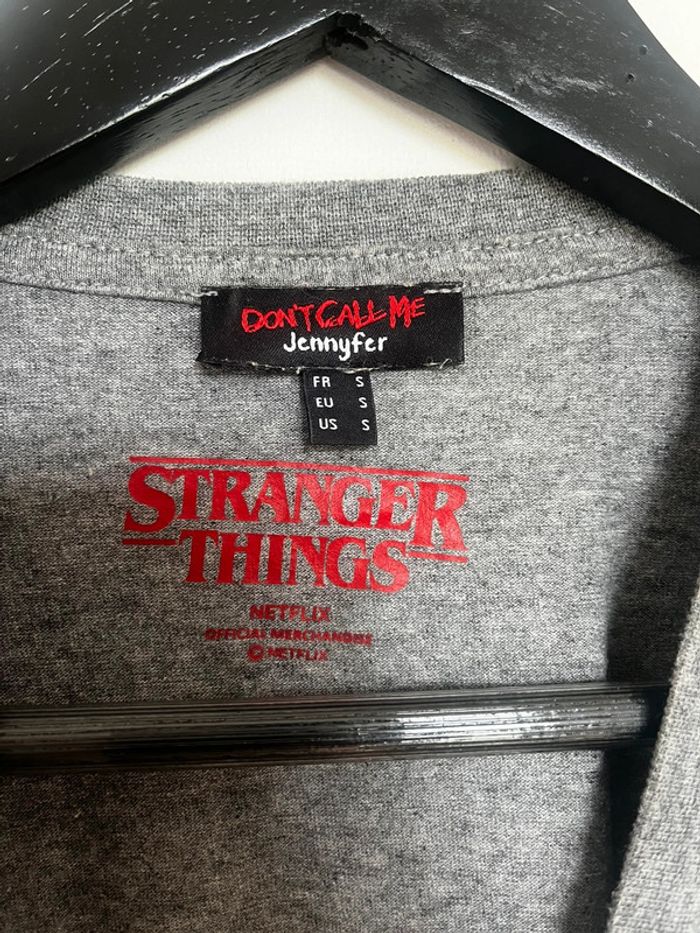 DON'T CALL ME
Jennyfer
FR S
EU S
US S
STRANGER
THINGS
NETFLIX
OFFICIAL MERCHANDISE
© NETFLIX